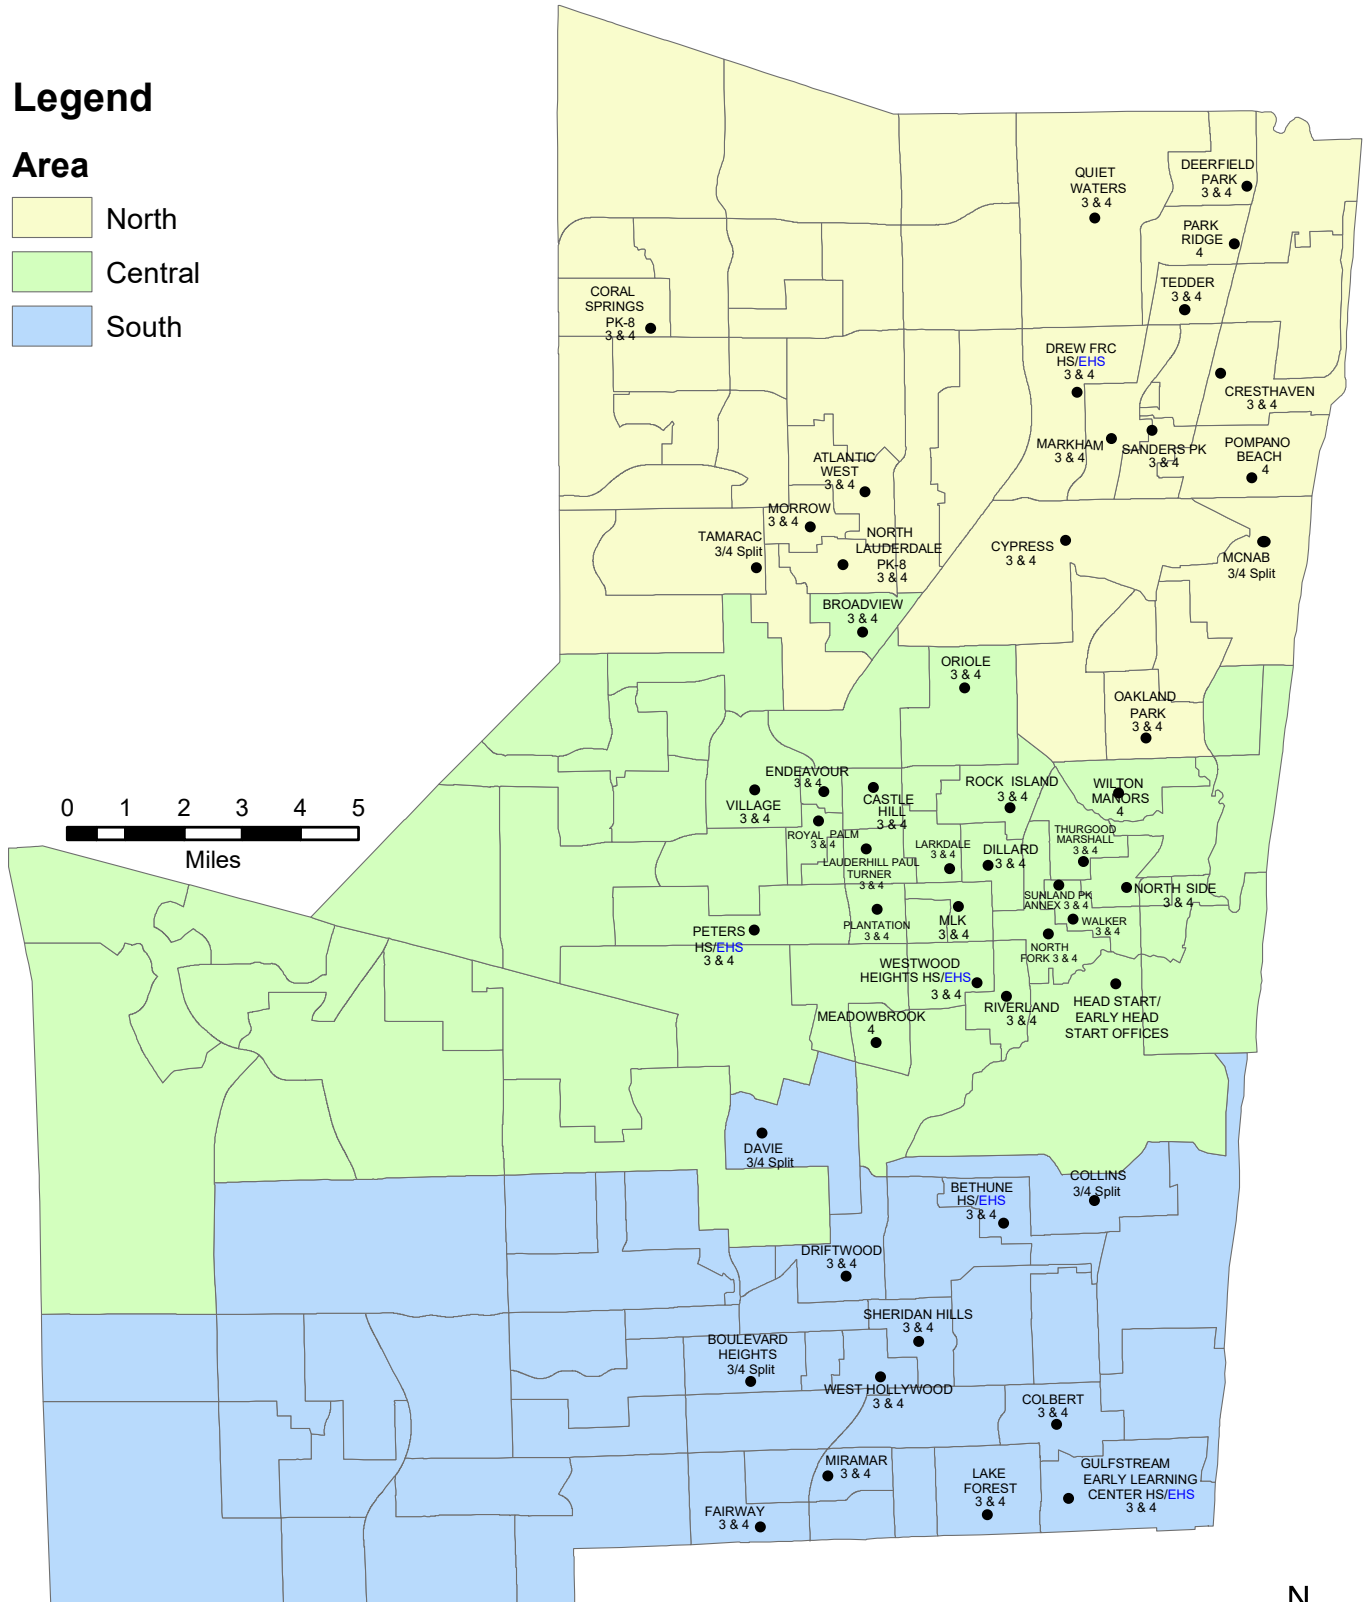 Legend
Area
North
Central
South
0 1 2 3 4 5
Miles
QUIET
WATERS
3 & 4
DEERFIELD
PARK
3 & 4
PARK
RIDGE
4
TEDDER
3 & 4
CORAL
SPRINGS
PK-8
3 & 4
DREW FRC
HS/EHS
3 & 4
CRESTHAVEN
3 & 4
MARKHAM
3 & 4
SANDERS PK
3 & 4
POMPANO
BEACH
4
ATLANTIC
WEST
3 & 4
MORROW
3 & 4
TAMARAC
3/4 Split
NORTH
LAUDERDALE
PK-8
3 & 4
CYPRESS
3 & 4
MCNAB
3/4 Split
BROADVIEW
3 & 4
ORIOLE
3 & 4
OAKLAND
PARK
3 & 4
ENDEAVOUR
3 & 4
VILLAGE
3 & 4
CASTLE
HILL
3 & 4
ROCK ISLAND
3 & 4
WILTON
MANORS
4
ROYAL PALM
3 & 4
LAUDERHILL PAUL
TURNER
3 & 4
LARKDALE
3 & 4
DILLARD
3 & 4
THURGOOD
MARSHALL
3 & 4
SUNLAND PK
ANNEX 3 & 4
NORTH SIDE
3 & 4
PLANTATION
3 & 4
MLK
3 & 4
WALKER
3 & 4
PETERS
HS/EHS
3 & 4
NORTH
FORK 3 & 4
WESTWOOD
HEIGHTS HS/EHS
3 & 4
RIVERLAND
3 & 4
HEAD START/
EARLY HEAD
START OFFICES
MEADOWBROOK
4
DAVIE
3/4 Split
BETHUNE
HS/EHS
3 & 4
COLLINS
3/4 Split
DRIFTWOOD
3 & 4
SHERIDAN HILLS
3 & 4
BOULEVARD
HEIGHTS
3/4 Split
WEST HOLLYWOOD
3 & 4
COLBERT
3 & 4
MIRAMAR
3 & 4
LAKE
FOREST
3 & 4
GULFSTREAM
EARLY LEARNING
CENTER HS/EHS
3 & 4
FAIRWAY
3 & 4
N